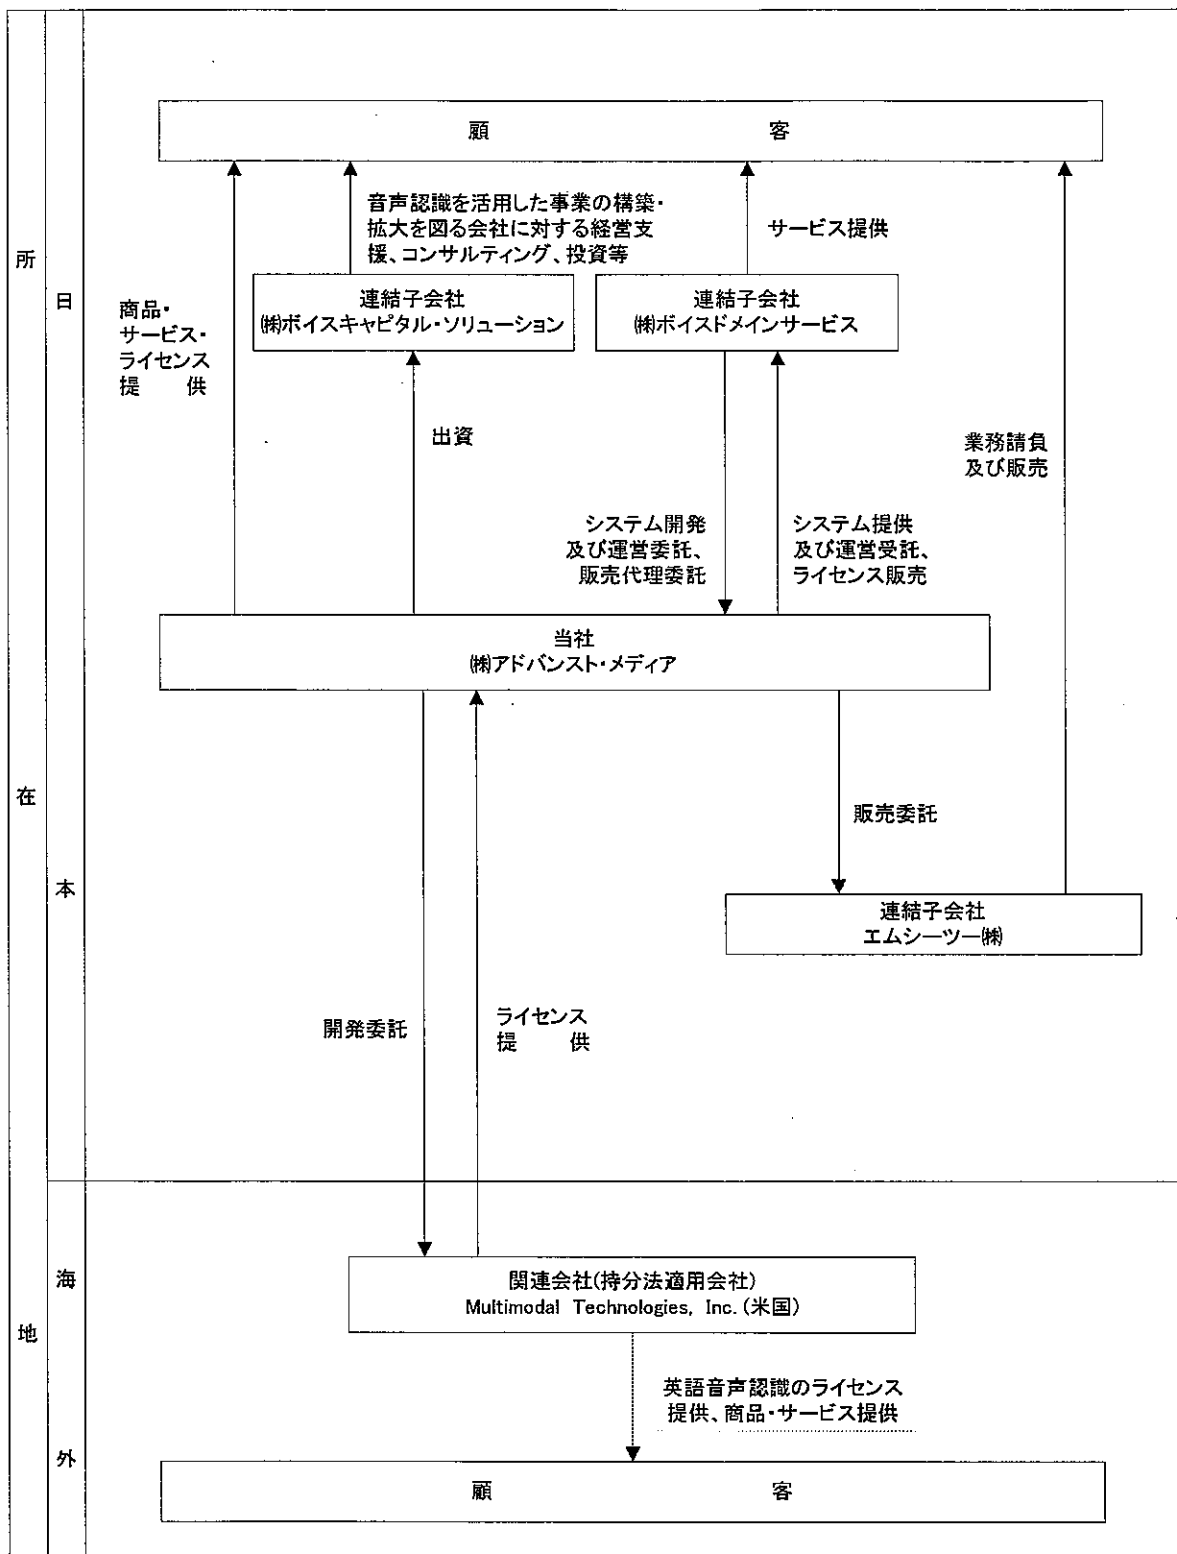 所
在
地
日
本
顧 客
音声認識を活用した事業の構築・
拡大を図る会社に対する経営支
援、コンサルティング、投資等
サービス提供
連結子会社
㈱ボイスキャピタル・ソリューション
連結子会社
㈱ボイスドメインサービス
商品・
サービス・
ライセンス
提 供
出資
システム開発
及び運営委託、
販売代理委託
システム提供
及び運営受託、
ライセンス販売
業務請負
及び販売
当社
㈱アドバンスト・メディア
販売委託
連結子会社
エムシーツー㈱
開発委託
ライセンス
提 供
海
外
関連会社(持分法適用会社)
Multimodal Technologies, Inc.(米国)
英語音声認識のライセンス
提供、商品・サービス提供
顧 客